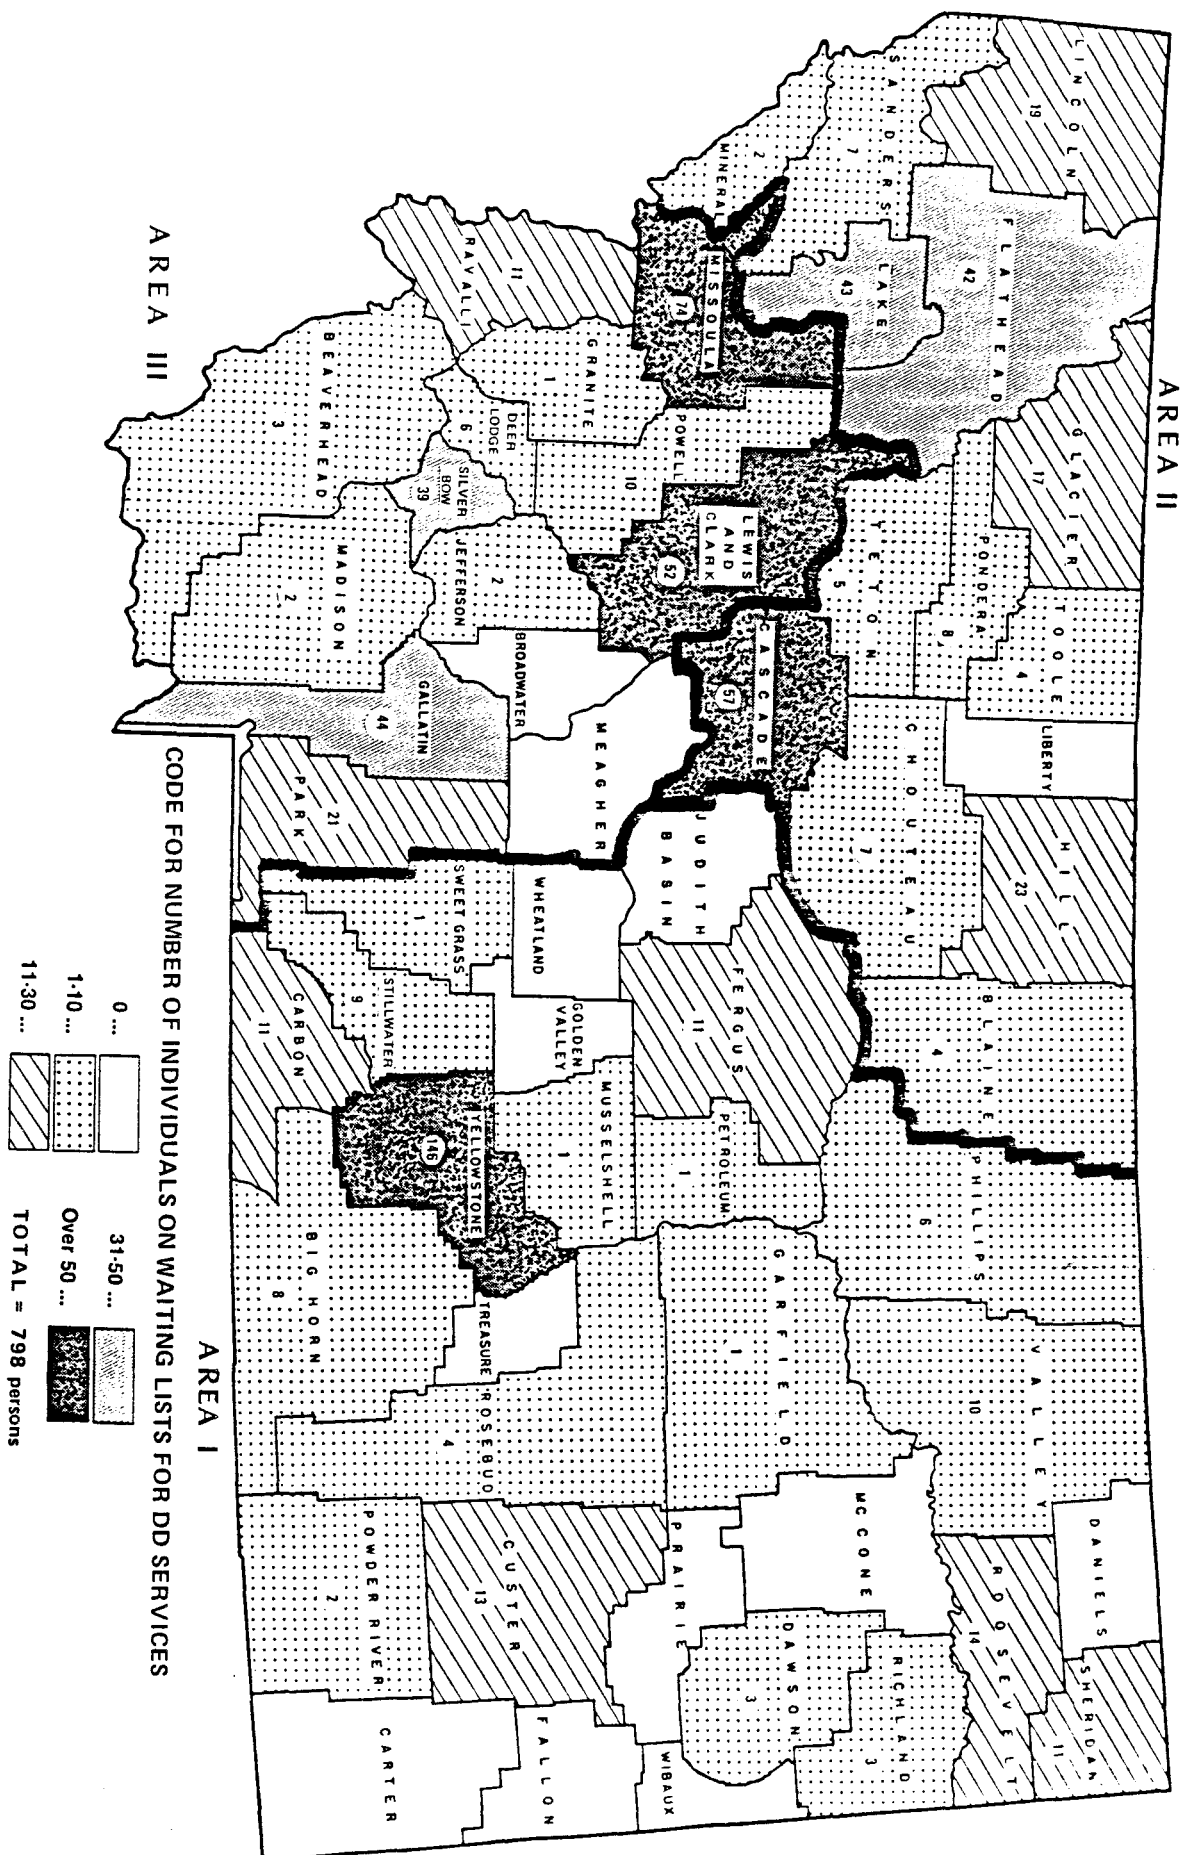 AREA II
LINCOLN
19
FLATHEAD
42
GLACIER
17
TOOLE
4
LIBERTY
HILL
23
BLAINE
4
PHILLIPS
6
VALLEY
10
DANIELS
SHERIDAN
11
ROOSEVELT
14
SANDERS
7
LAKE
43
PONDERA
8
TETON
5
CHOUTEAU
7
MINERAL
2
MISSOULA
74
POWELL
10
LEWIS
AND
CLARK
52
CASCADE
57
JUDITH
BASIN
FERGUS
11
PETROLEUM
1
GARFIELD
1
MCCONE
RICHLAND
3
DAWSON
3
PRAIRIE
WIBAUX
RAVALLI
11
GRANITE
1
DEER
LODGE
6
SILVER
BOW
39
JEFFERSON
2
BROADWATER
MEAGHER
WHEATLAND
GOLDEN
VALLEY
MUSSELSHELL
1
TREASURE
ROSEBUD
4
CUSTER
13
FALLON
BEAVERHEAD
3
MADISON
2
GALLATIN
44
PARK
21
SWEET GRASS
1
STILLWATER
9
CARBON
11
YELLOWSTONE
146
BIG HORN
8
POWDER RIVER
2
CARTER
AREA III
AREA I
CODE FOR NUMBER OF INDIVIDUALS ON WAITING LISTS FOR DD SERVICES
0 ...
31-50 ...
1-10 ...
Over 50 ...
11-30 ...
TOTAL = 798 persons